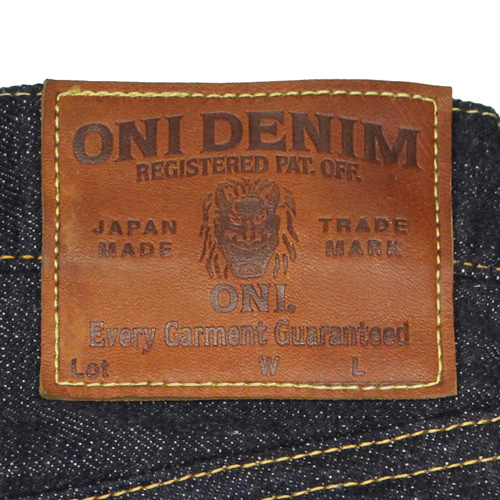 ONI DENIM
REGISTERED PAT. OFF.
JAPAN MADE
TRADE MARK
ONI.
Every Garment Guaranteed
Lot W L